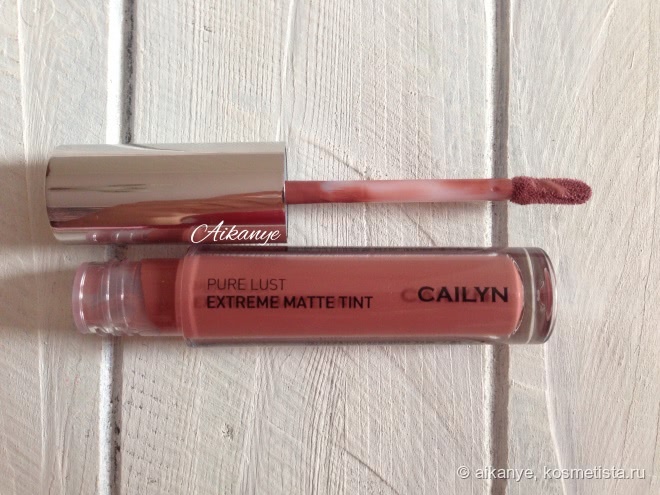 Aikanye
PURE LUST
EXTREME MATTE TINT
CAILYN
© aikanye, kosmetista.ru